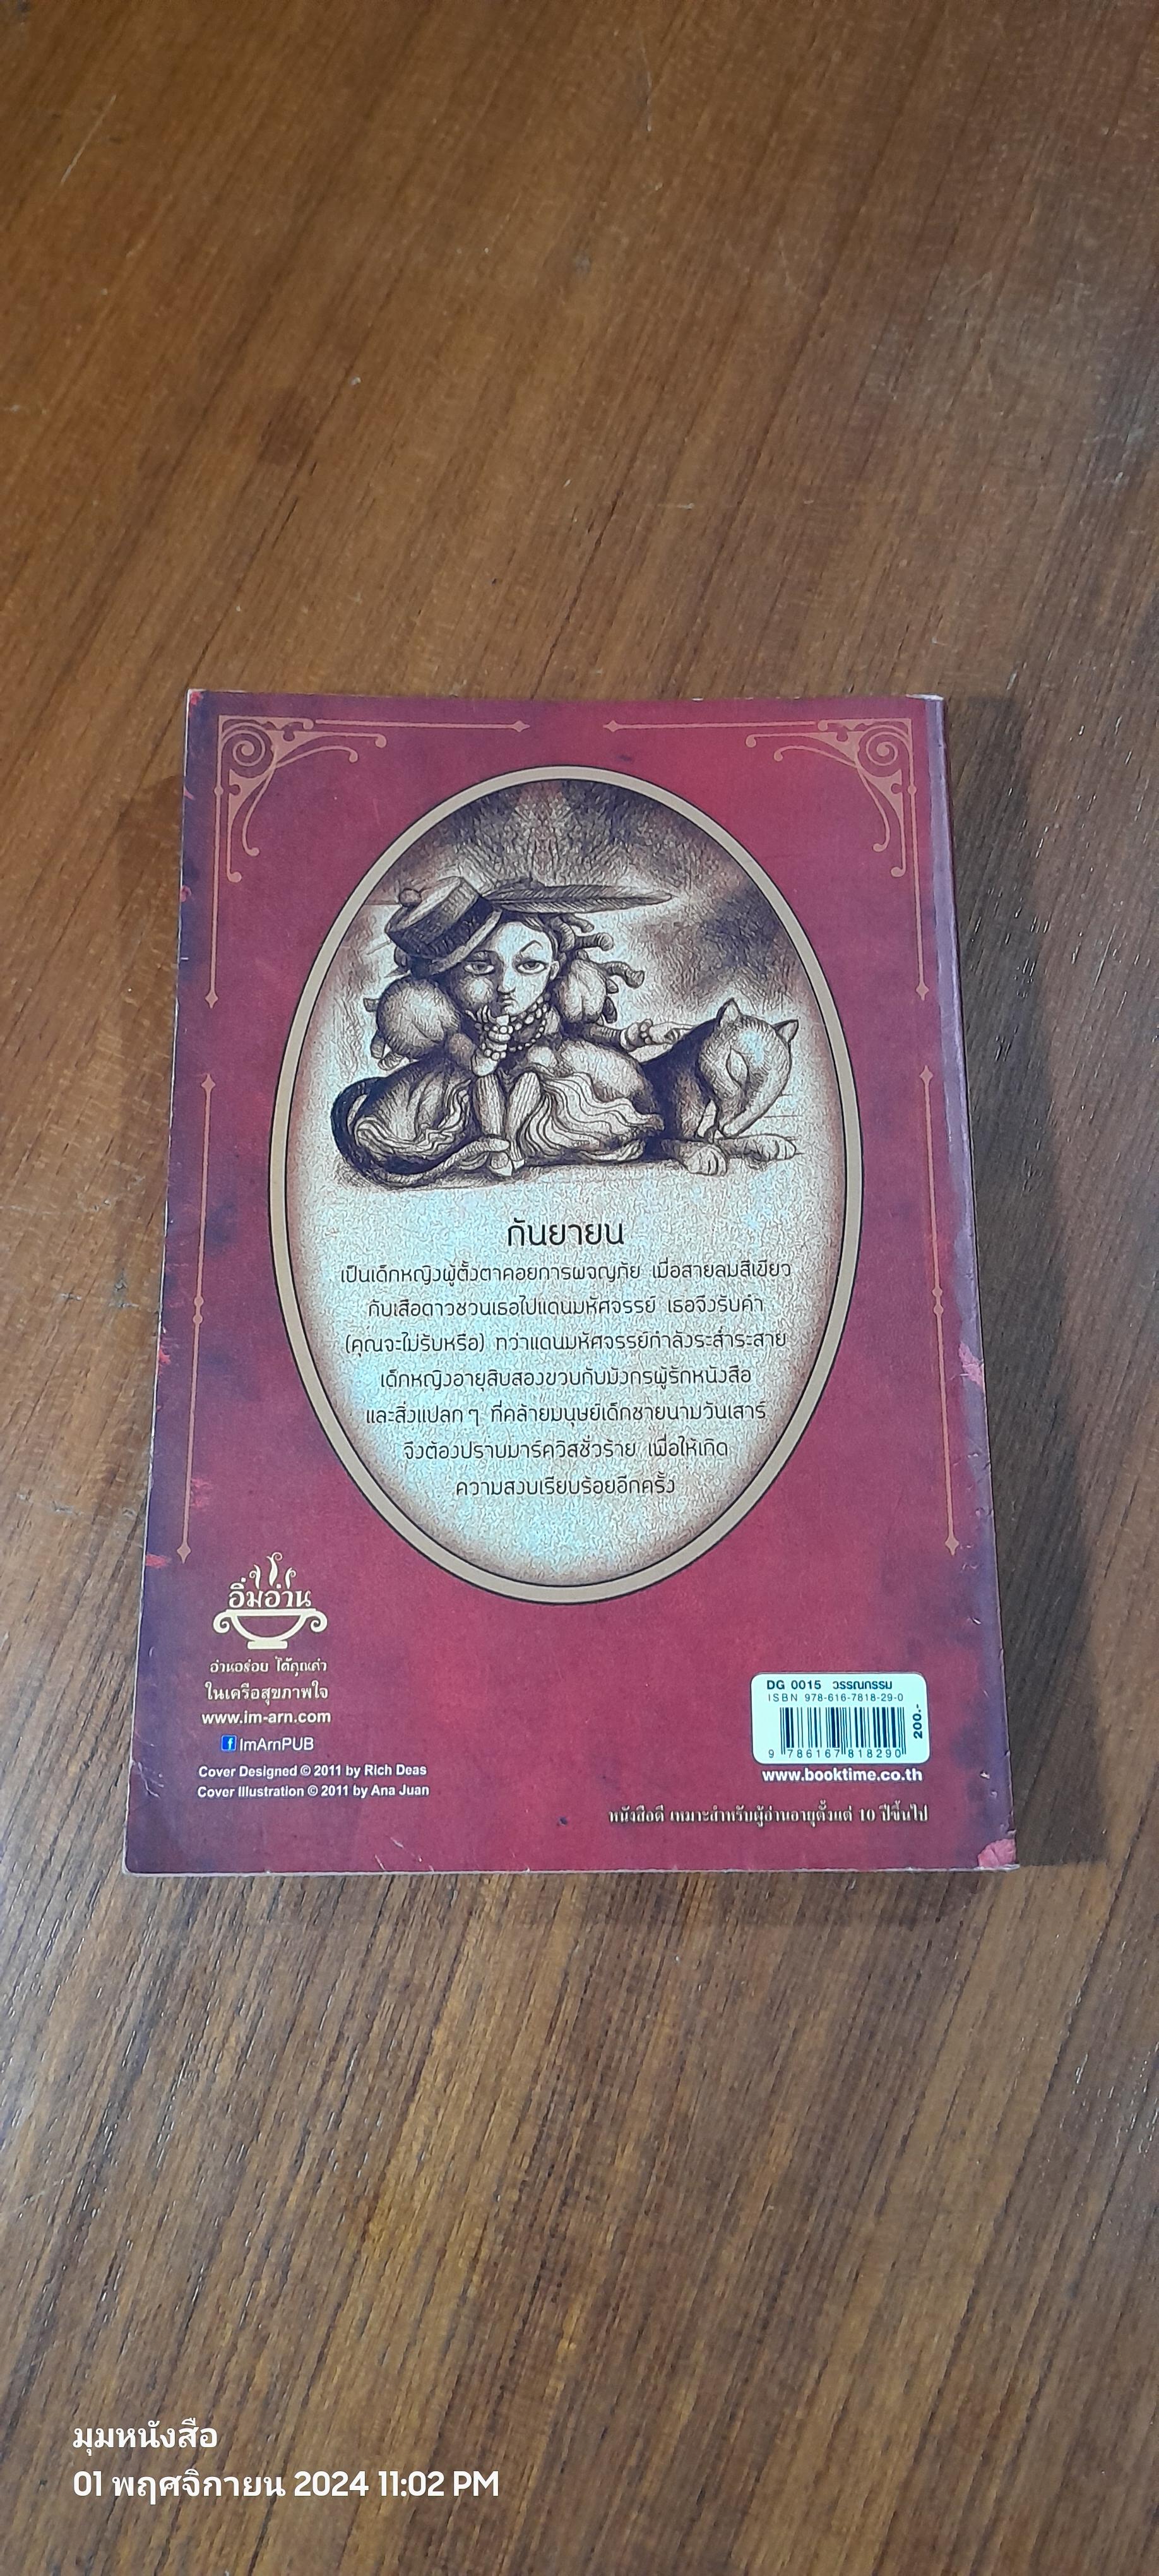 กันยายน
เป็นเด็กหญิงผู้ตั้งตาคอยการผจญภัย เมื่อสายลมสีเขียว
กับเสือดาวชวนเธอไปแดนมหัศจรรย์ เธอจึงรับคำ
(คุณจะไม่รับหรือ) ทว่าแดนมหัศจรรย์กำลังระส่ำระสาย
เด็กหญิงอายุสิบสองขวบกับมังกรผู้รักหนังสือ
และสิ่งแปลก ๆ ที่คล้ายมนุษย์เด็กชายนามวันเสาร์
จึงต้องปราบมาร์ควิสชั่วร้าย เพื่อให้เกิด
ความสงบเรียบร้อยอีกครั้ง
อิ่มอ่าน
อ่านอร่อย ได้คุณค่า
ในเครือสุขภาพใจ
www.im-arn.com
f ImArnPUB
Cover Designed © 2011 by Rich Deas
Cover Illustration © 2011 by Ana Juan
DG 0015 วรรณกรรม
ISBN 978-616-7818-29-0
200.-
9 786167 818290
www.booktime.co.th
หนังสือดี เหมาะสำหรับผู้อ่านอายุตั้งแต่ 10 ปีขึ้นไป
มุมหนังสือ
01 พฤศจิกายน 2024 11:02 PM